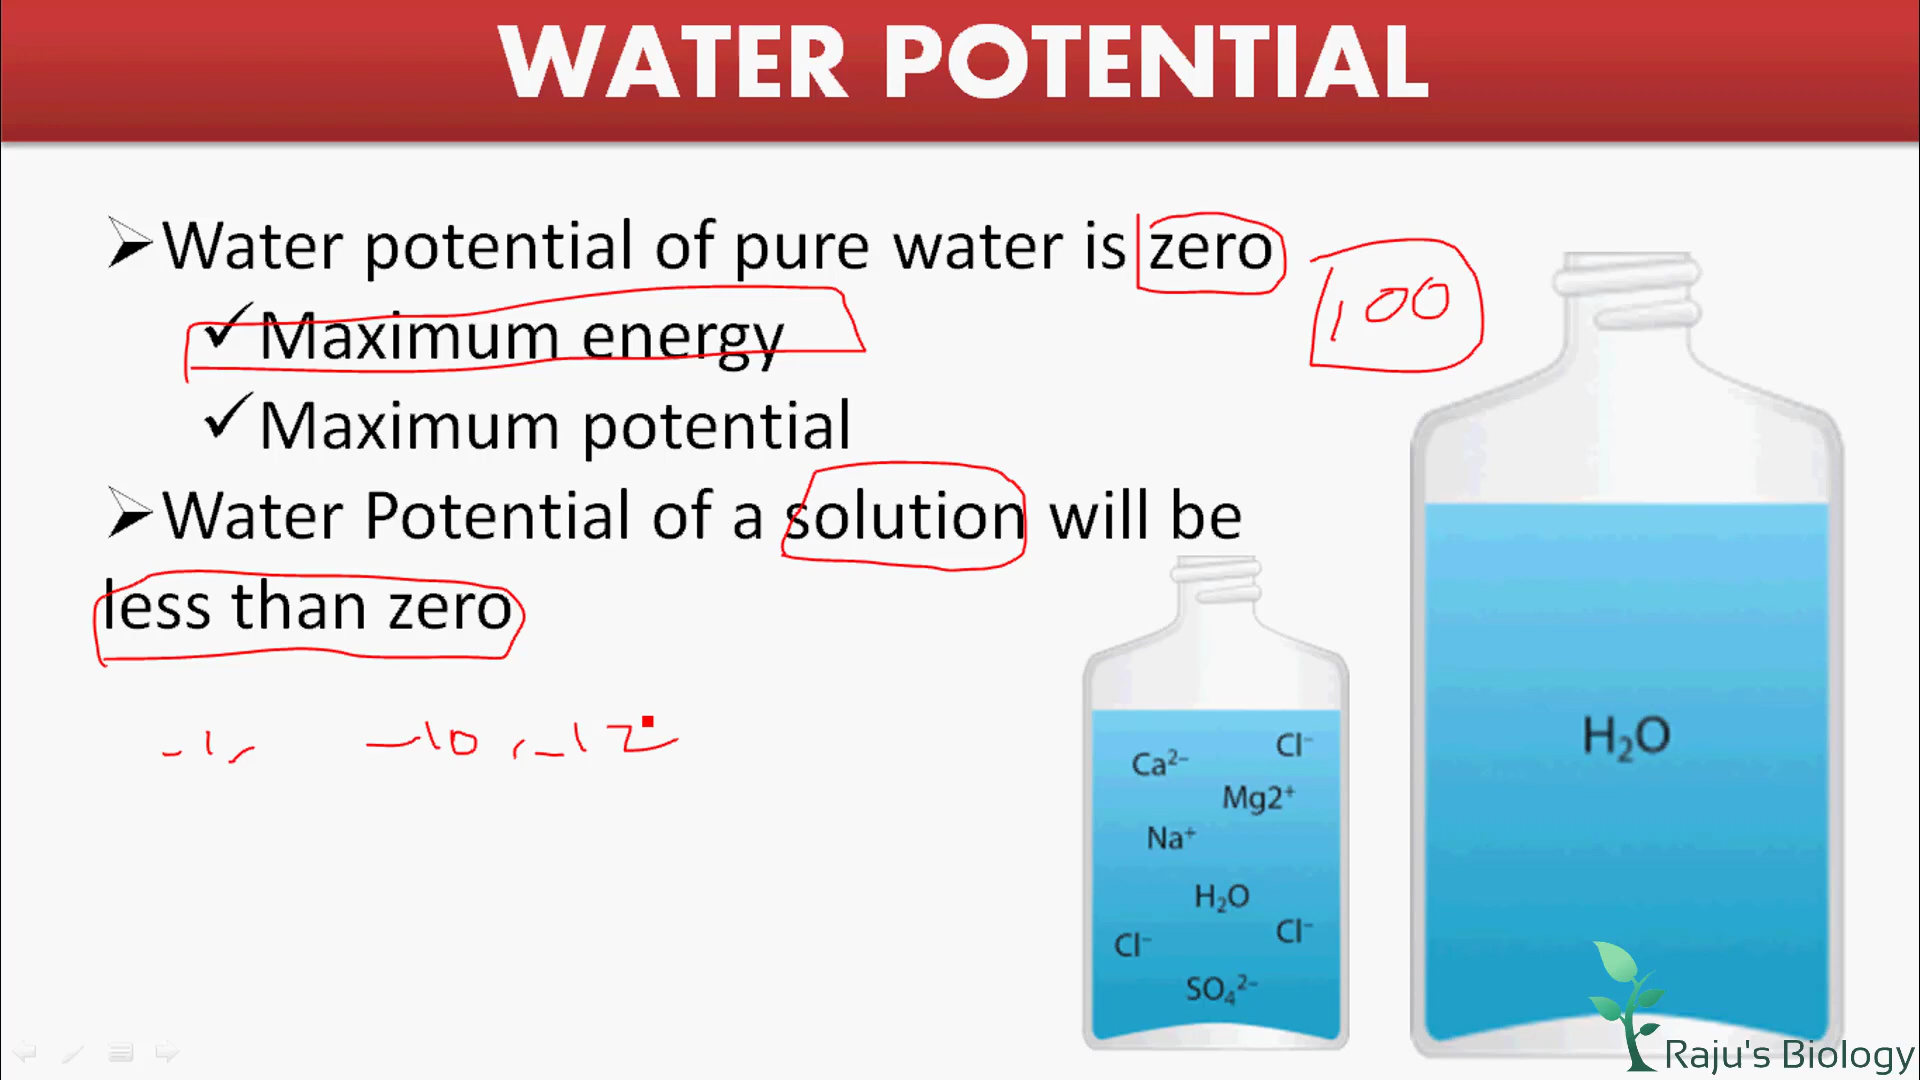 WATER POTENTIAL
Water potential of pure water is zero
100
Maximum energy
Maximum potential
Water Potential of a solution will be
less than zero
-1, -10, -12
Ca²⁻
Cl⁻
Mg2⁺
Na⁺
H₂O
Cl⁻
Cl⁻
SO₄²⁻
H₂O
Raju's Biology